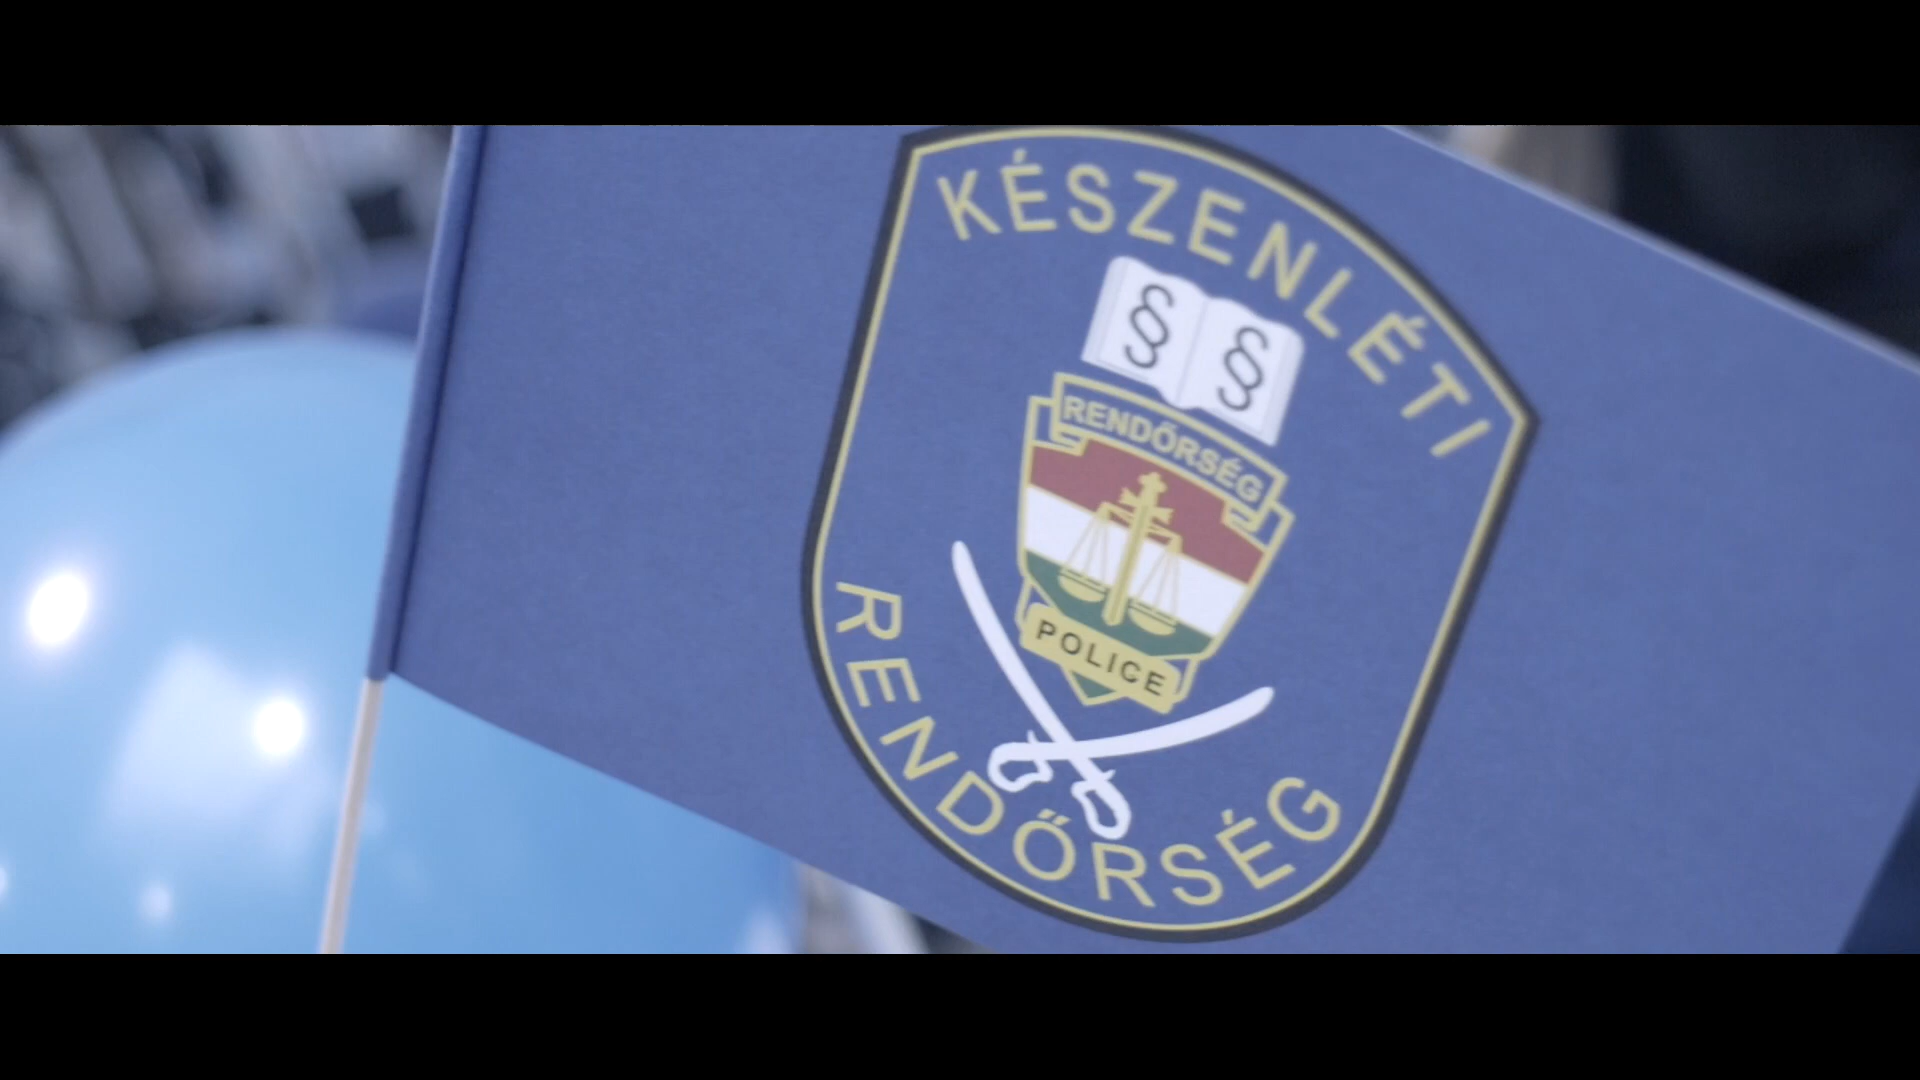 KÉSZENLÉTI
§ §
RENDŐRSÉG
POLICE
RENDŐRSÉG